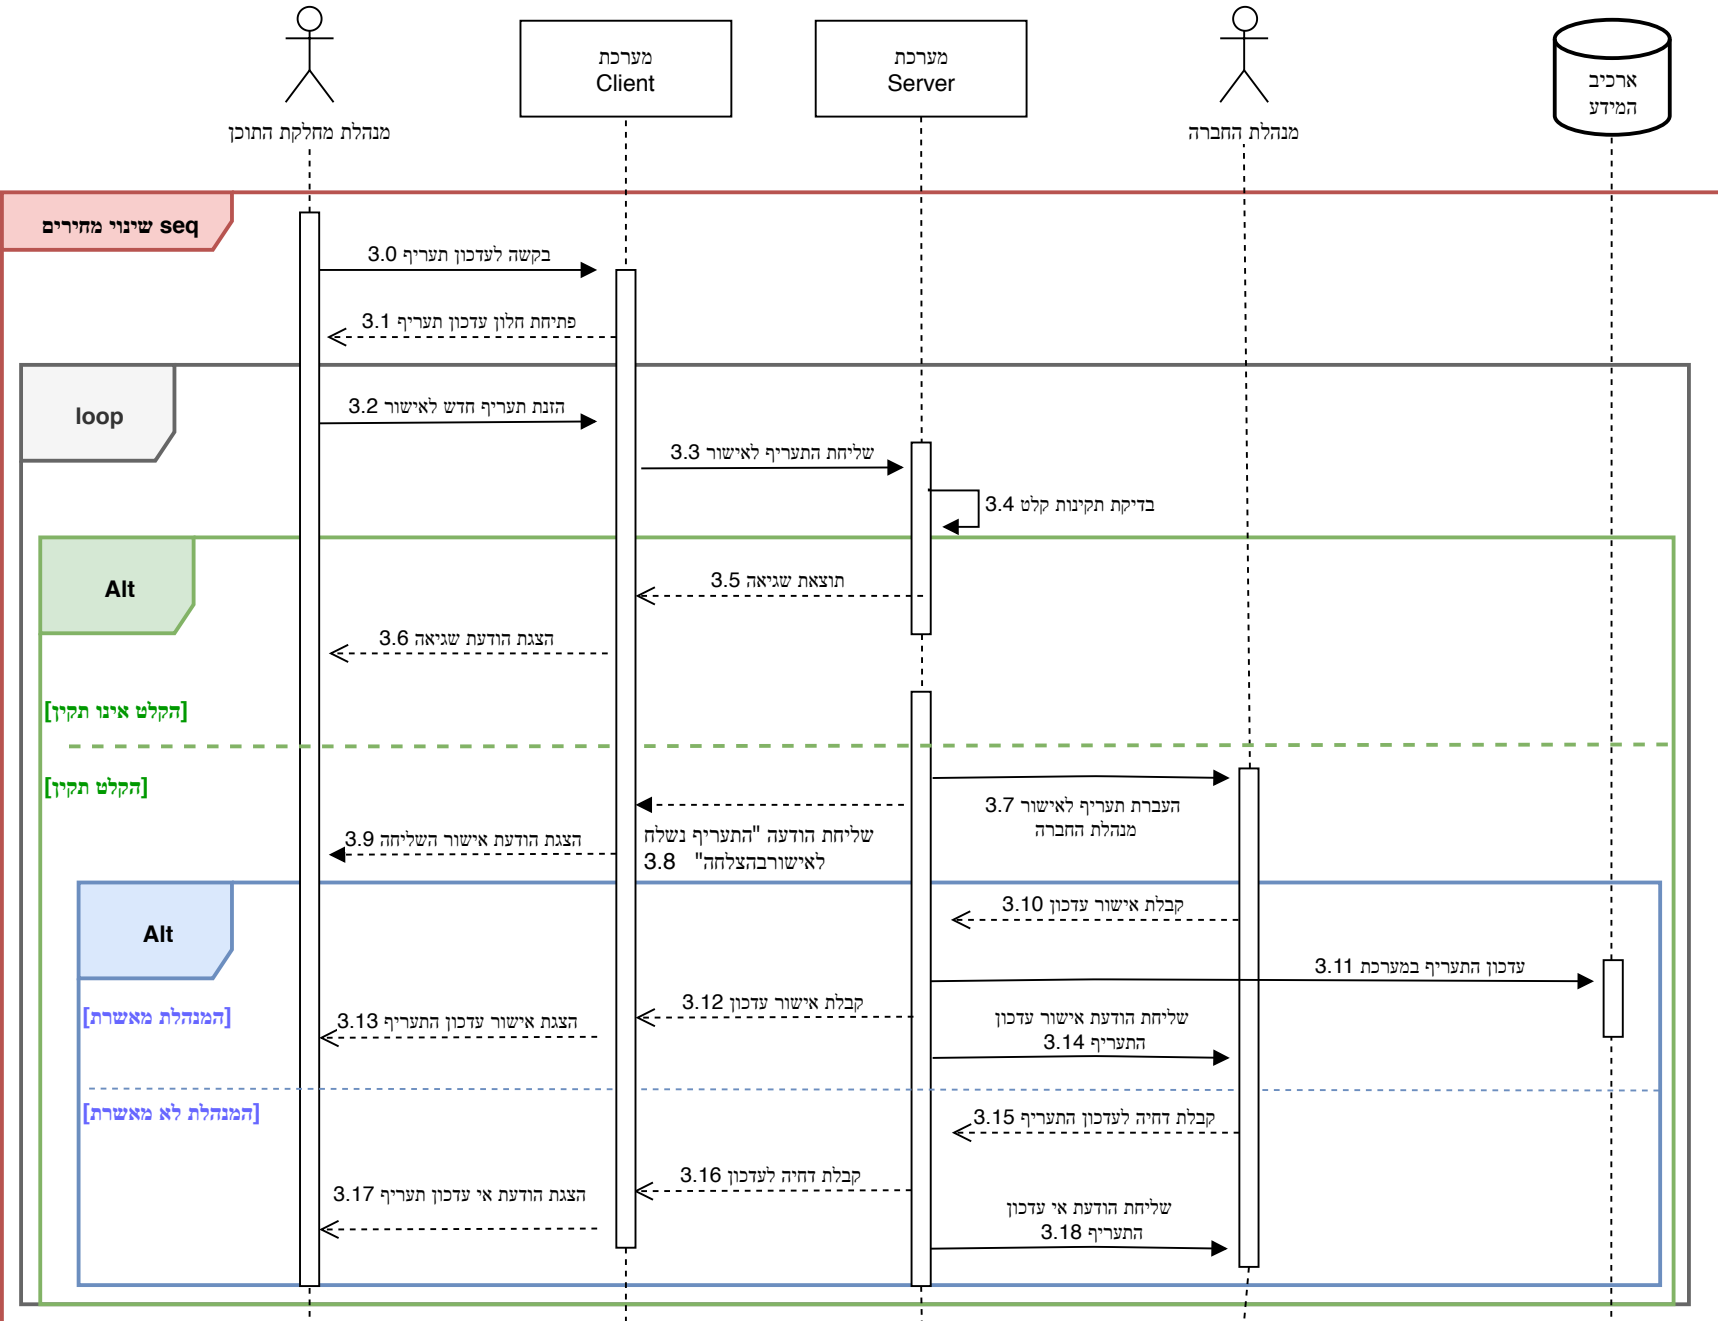 מנהלת מחלקת התוכן
מערכת
Client
מערכת
Server
מנהלת החברה
ארכיב
המידע
seq שינוי מחירים
3.0 בקשה לעדכון תעריף
3.1 פתיחת חלון עדכון תעריף
loop
3.2 הזנת תעריף חדש לאישור
3.3 שליחת התעריף לאישור
3.4 בדיקת תקינות קלט
Alt
3.5 תוצאת שגיאה
3.6 הצגת הודעת שגיאה
[הקלט אינו תקין]
[הקלט תקין]
3.7 העברת תעריף לאישור
מנהלת החברה
שליחת הודעה "התעריף נשלח
לאישורבהצלחה" 3.8
3.9 הצגת הודעת אישור השליחה
Alt
3.10 קבלת אישור עדכון
3.11 עדכון התעריף במערכת
[המנהלת מאשרת]
3.12 קבלת אישור עדכון
3.13 הצגת אישור עדכון התעריף
שליחת הודעת אישור עדכון
3.14 התעריף
[המנהלת לא מאשרת]
3.15 קבלת דחיה לעדכון התעריף
3.16 קבלת דחיה לעדכון
3.17 הצגת הודעת אי עדכון תעריף
שליחת הודעת אי עדכון
3.18 התעריף